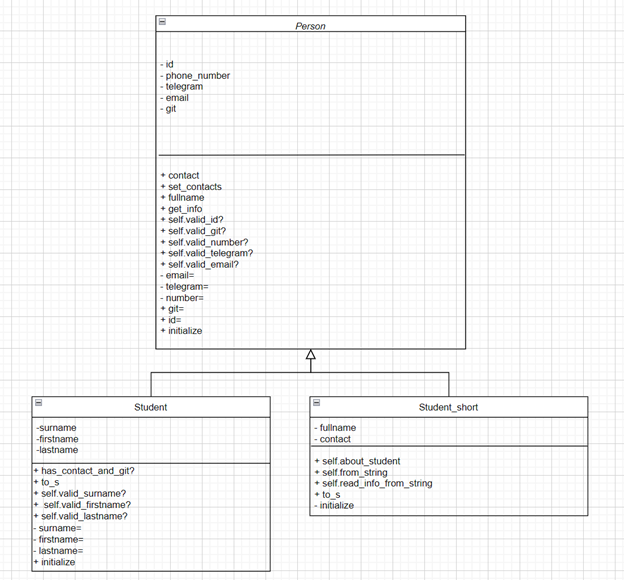 Person
- id
- phone_number
- telegram
- email
- git
+ contact
+ set_contacts
+ fullname
+ get_info
+ self.valid_id?
+ self.valid_git?
+ self.valid_number?
+ self.valid_telegram?
+ self.valid_email?
- email=
- telegram=
- number=
+ git=
+ id=
+ initialize
Student
-surname
-firstname
-lastname
+ has_contact_and_git?
+ to_s
+ self.valid_surname?
+ self.valid_firstname?
+ self.valid_lastname?
- surname=
- firstname=
- lastname=
+ initialize
Student_short
- fullname
- contact
+ self.about_student
+ self.from_string
+ self.read_info_from_string
+ to_s
- initialize